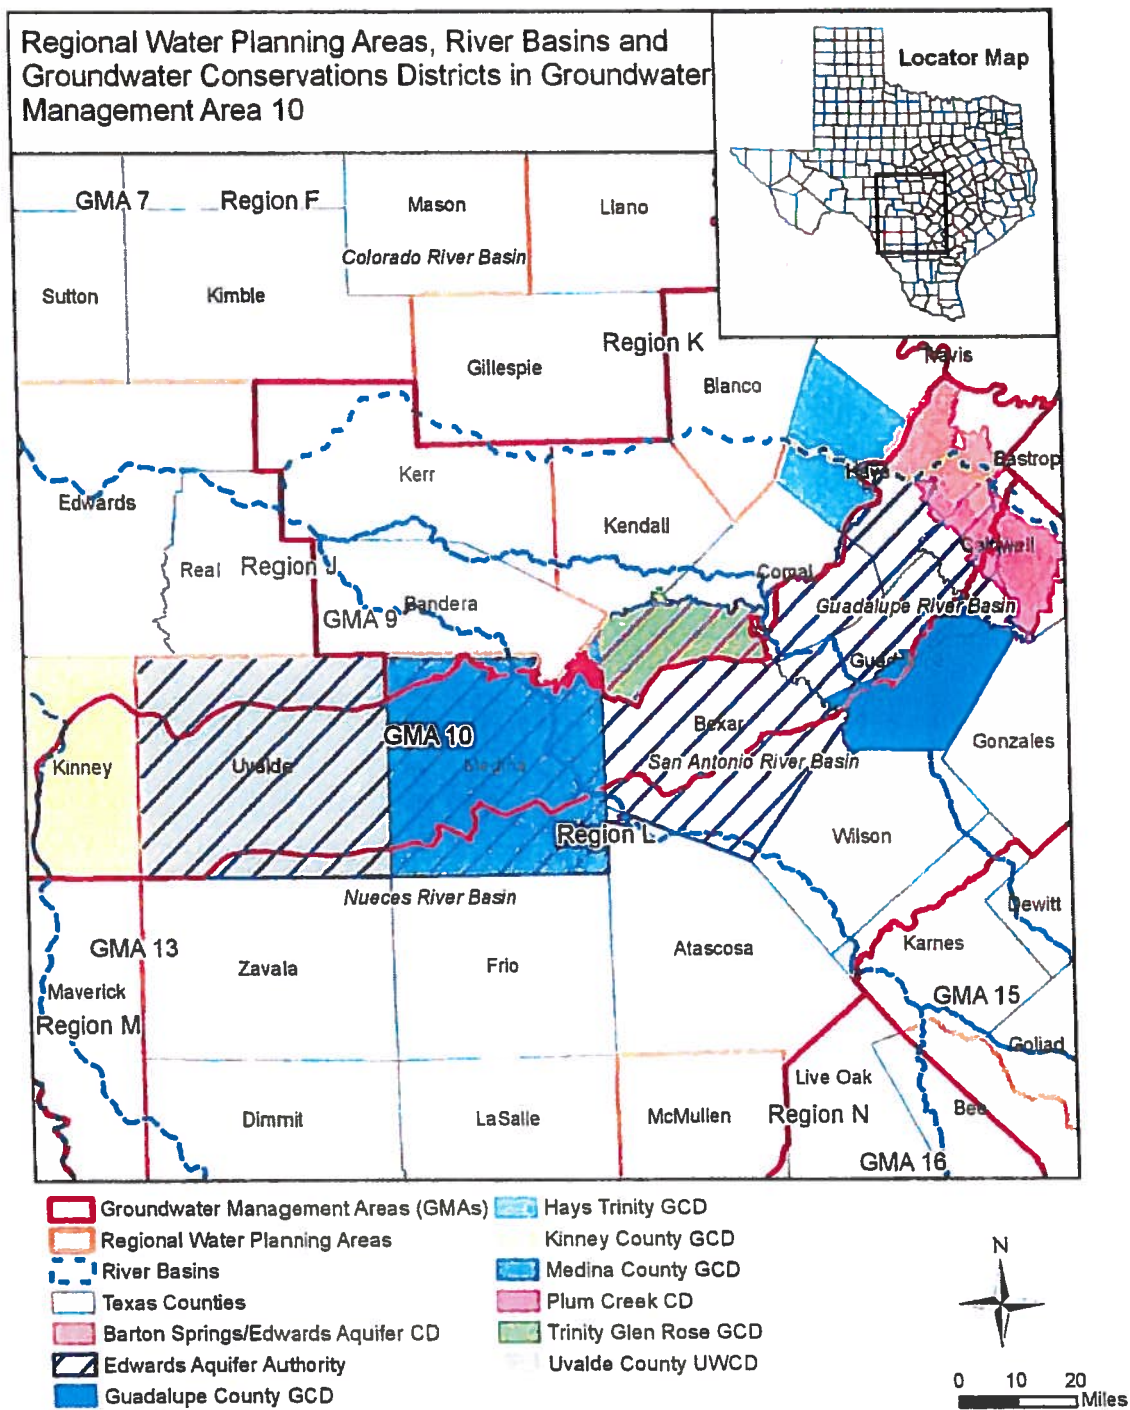 Regional Water Planning Areas, River Basins and
Groundwater Conservations Districts in Groundwater
Management Area 10
Locator Map
GMA 7
Region F
Mason
Llano
Colorado River Basin
Sutton
Kimble
Region K
Gillespie
Blanco
Travis
Hays
Bastrop
Kerr
Edwards
Kendall
Caldwell
Real
Region J
Comal
GMA 9
Bandera
Guadalupe River Basin
GMA 10
Bexar
Gonzales
Kinney
Uvalde
Medina
San Antonio River Basin
Region L
Wilson
Nueces River Basin
Dewitt
GMA 13
Zavala
Frio
Atascosa
Karnes
Maverick
GMA 15
Region M
Goliad
Live Oak
Dimmit
LaSalle
McMullen
Region N
Bee
GMA 16
Groundwater Management Areas (GMAs)
Regional Water Planning Areas
River Basins
Texas Counties
Barton Springs/Edwards Aquifer CD
Edwards Aquifer Authority
Guadalupe County GCD
Hays Trinity GCD
Kinney County GCD
Medina County GCD
Plum Creek CD
Trinity Glen Rose GCD
Uvalde County UWCD
N
0 10 20
Miles